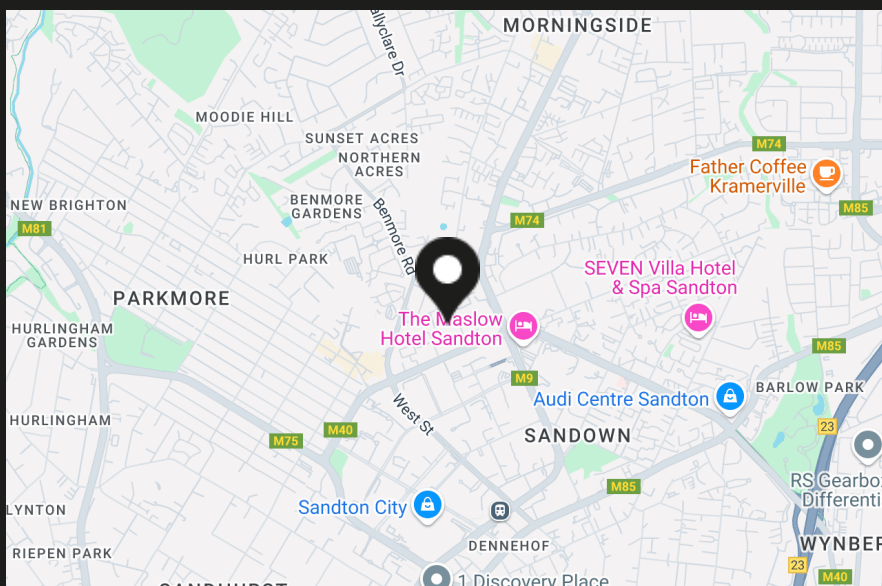 allyclare Dr
MORNINGSIDE
MOODIE HILL
SUNSET ACRES
NORTHERN
ACRES
M74
Father Coffee
Kramerville
NEW BRIGHTON
BENMORE
GARDENS
M85
M81
M74
Benmore Rd
HURL PARK
SEVEN Villa Hotel
& Spa Sandton
PARKMORE
The Maslow
Hotel Sandton
HURLINGHAM
GARDENS
M85
M9
BARLOW PARK
Audi Centre Sandton
West St
HURLINGHAM
M40
23
SANDOWN
M75
RS Gearbo
Differenti
M85
LYNTON
Sandton City
DENNEHOF
WYNBER
RIEPEN PARK
23
M40
1 Discovery Place